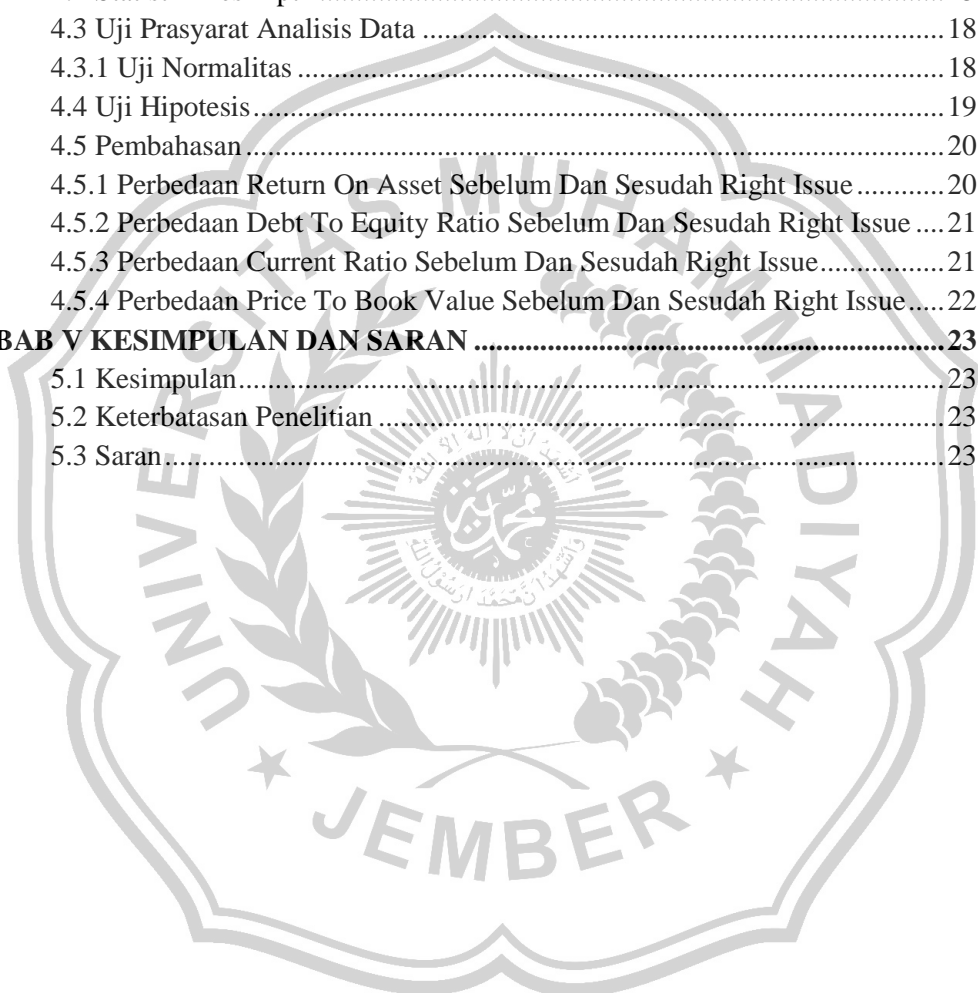 4.3 Uji Prasyarat Analisis Data ........................................................................................ 18
4.3.1 Uji Normalitas ............................................................................................................. 18
4.4 Uji Hipotesis .................................................................................................................... 19
4.5 Pembahasan ..................................................................................................................... 20
4.5.1 Perbedaan Return On Asset Sebelum Dan Sesudah Right Issue ............ 20
4.5.2 Perbedaan Debt To Equity Ratio Sebelum Dan Sesudah Right Issue .... 21
4.5.3 Perbedaan Current Ratio Sebelum Dan Sesudah Right Issue ..................... 21
4.5.4 Perbedaan Price To Book Value Sebelum Dan Sesudah Right Issue ..... 22
BAB V KESIMPULAN DAN SARAN ............................................................................. 23
5.1 Kesimpulan ....................................................................................................................... 23
5.2 Keterbatasan Penelitian ............................................................................................... 23
5.3 Saran ................................................................................................................................... 23
UNIVERSITAS MUHAMMADIYAH
JEMBER